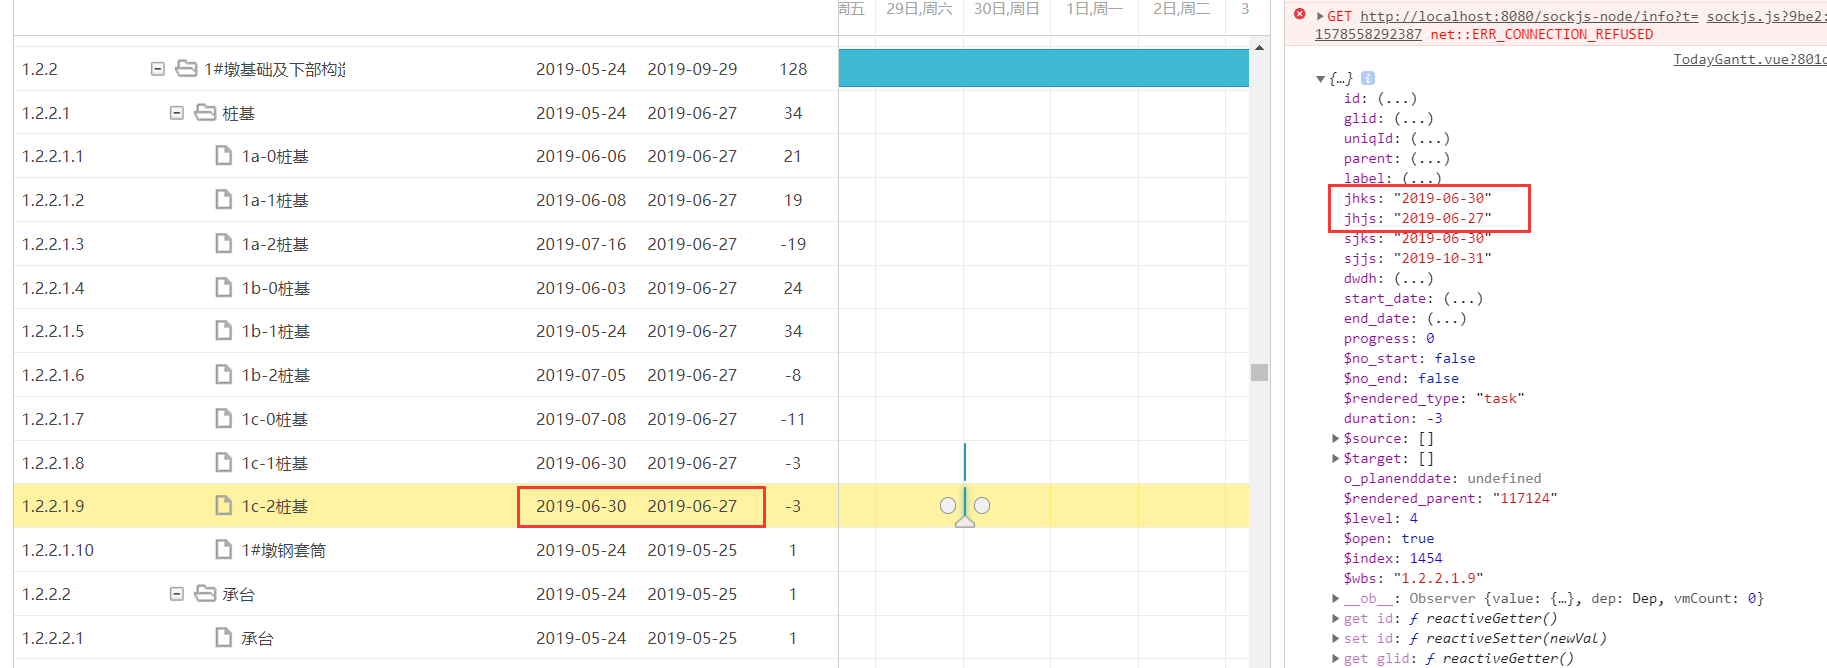 周五 29日,周六 30日,周日 1日,周一 2日,周二 3
1.2.2 1#墩基础及下部构造 2019-05-24 2019-09-29 128
1.2.2.1 桩基 2019-05-24 2019-06-27 34
1.2.2.1.1 1a-0桩基 2019-06-06 2019-06-27 21
1.2.2.1.2 1a-1桩基 2019-06-08 2019-06-27 19
1.2.2.1.3 1a-2桩基 2019-07-16 2019-06-27 -19
1.2.2.1.4 1b-0桩基 2019-06-03 2019-06-27 24
1.2.2.1.5 1b-1桩基 2019-05-24 2019-06-27 34
1.2.2.1.6 1b-2桩基 2019-07-05 2019-06-27 -8
1.2.2.1.7 1c-0桩基 2019-07-08 2019-06-27 -11
1.2.2.1.8 1c-1桩基 2019-06-30 2019-06-27 -3
1.2.2.1.9 1c-2桩基 2019-06-30 2019-06-27 -3
1.2.2.1.10 1#墩钢套筒 2019-05-24 2019-05-25 1
1.2.2.2 承台 2019-05-24 2019-05-25 1
1.2.2.2.1 承台 2019-05-24 2019-05-25 1
GET http://localhost:8080/sockjs-node/info?t= sockjs.js?9be2:
1578558292387 net::ERR_CONNECTION_REFUSED
TodayGantt.vue?801d
{…} i
id: (...)
glid: (...)
uniqId: (...)
parent: (...)
label: (...)
jhks: "2019-06-30"
jhjs: "2019-06-27"
sjks: "2019-06-30"
sjjs: "2019-10-31"
dwdh: (...)
start_date: (...)
end_date: (...)
progress: 0
$no_start: false
$no_end: false
$rendered_type: "task"
duration: -3
$source: []
$target: []
o_planenddate: undefined
$rendered_parent: "117124"
$level: 4
$open: true
$index: 1454
$wbs: "1.2.2.1.9"
__ob__: Observer {value: {…}, dep: Dep, vmCount: 0}
get id: ƒ reactiveGetter()
set id: ƒ reactiveSetter(newVal)
get glid: ƒ reactiveGetter()